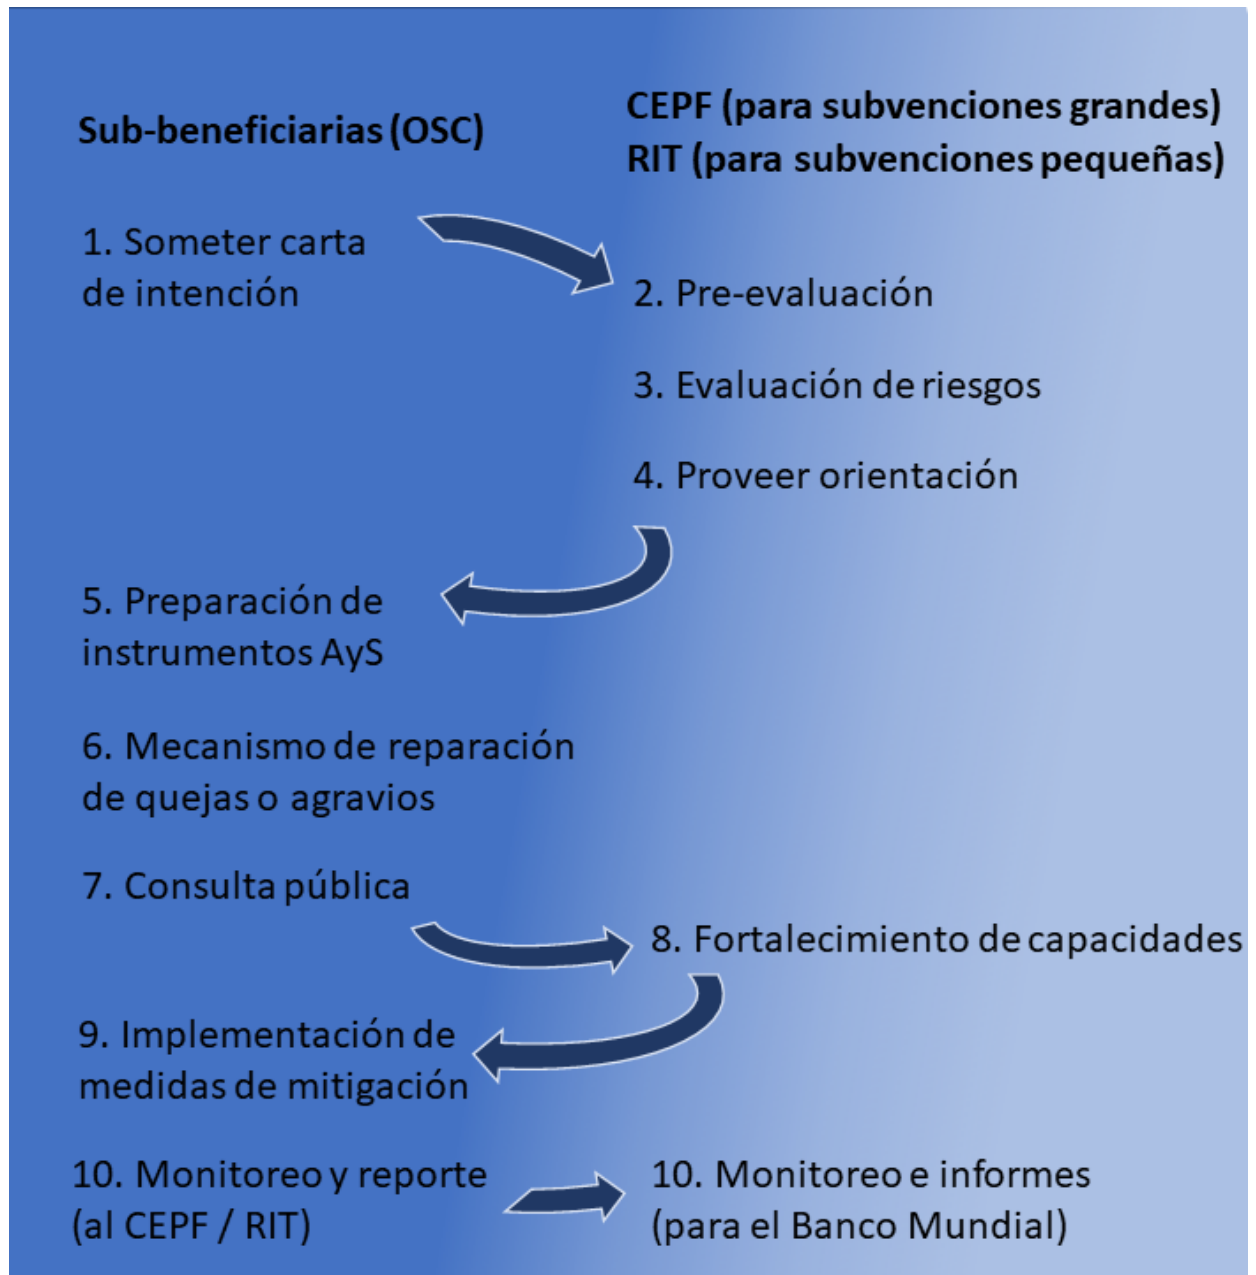 Sub-beneficiarias (OSC)
CEPF (para subvenciones grandes)
RIT (para subvenciones pequeñas)
1. Someter carta
de intención
2. Pre-evaluación
3. Evaluación de riesgos
4. Proveer orientación
5. Preparación de
instrumentos AyS
6. Mecanismo de reparación
de quejas o agravios
7. Consulta pública
8. Fortalecimiento de capacidades
9. Implementación de
medidas de mitigación
10. Monitoreo y reporte
(al CEPF / RIT)
10. Monitoreo e informes
(para el Banco Mundial)